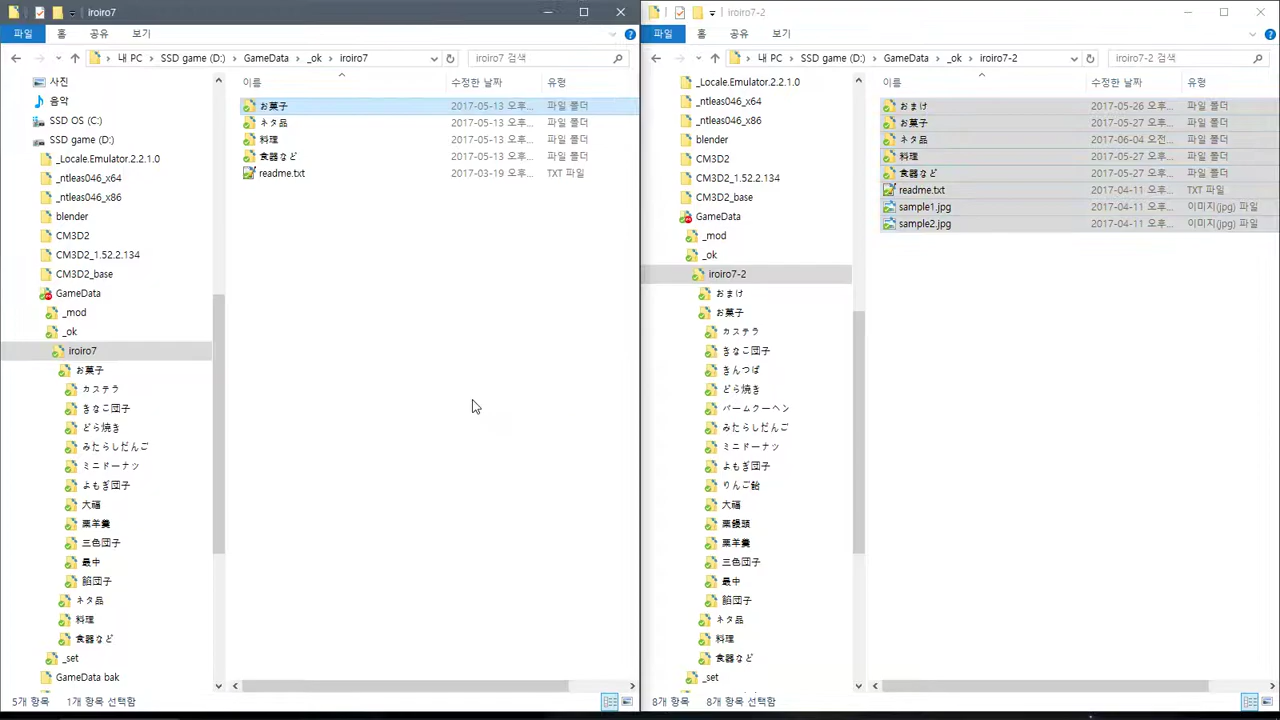 iroiro7
파일 홈 공유 보기
내 PC SSD game (D:) GameData _ok iroiro7 iroiro7 검색
이름 수정한 날짜 유형
사진
음악
SSD OS (C:)
SSD game (D:)
_Locale.Emulator.2.2.1.0
_ntleas046_x64
_ntleas046_x86
blender
CM3D2
CM3D2_1.52.2.134
CM3D2_base
GameData
_mod
_ok
iroiro7
お菓子
カステラ
きなこ団子
どら焼き
みたらしだんご
ミニドーナツ
よもぎ団子
大福
栗羊羹
三色団子
最中
餡団子
ネタ品
料理
食器など
_set
GameData bak
お菓子 2017-05-13 오후... 파일 폴더
ネタ品 2017-05-13 오후... 파일 폴더
料理 2017-05-13 오후... 파일 폴더
食器など 2017-05-13 오후... 파일 폴더
readme.txt 2017-03-19 오후... TXT 파일
5개 항목 1개 항목 선택함
iroiro7-2
파일 홈 공유 보기
내 PC SSD game (D:) GameData _ok iroiro7-2 iroiro7-2 검색
이름 수정한 날짜 유형
_Locale.Emulator.2.2.1.0
_ntleas046_x64
_ntleas046_x86
blender
CM3D2
CM3D2_1.52.2.134
CM3D2_base
GameData
_mod
_ok
iroiro7-2
おまけ
お菓子
カステラ
きなこ団子
きんつば
どら焼き
バームクーヘン
みたらしだんご
ミニドーナツ
よもぎ団子
りんご飴
大福
栗饅頭
栗羊羹
三色団子
最中
餡団子
ネタ品
料理
食器など
_set
おまけ 2017-05-26 오후... 파일 폴더
お菓子 2017-05-27 오후... 파일 폴더
ネタ品 2017-06-04 오전... 파일 폴더
料理 2017-05-27 오후... 파일 폴더
食器など 2017-05-27 오후... 파일 폴더
readme.txt 2017-04-11 오후... TXT 파일
sample1.jpg 2017-04-11 오후... 이미지(jpg) 파일
sample2.jpg 2017-04-11 오후... 이미지(jpg) 파일
8개 항목 8개 항목 선택함